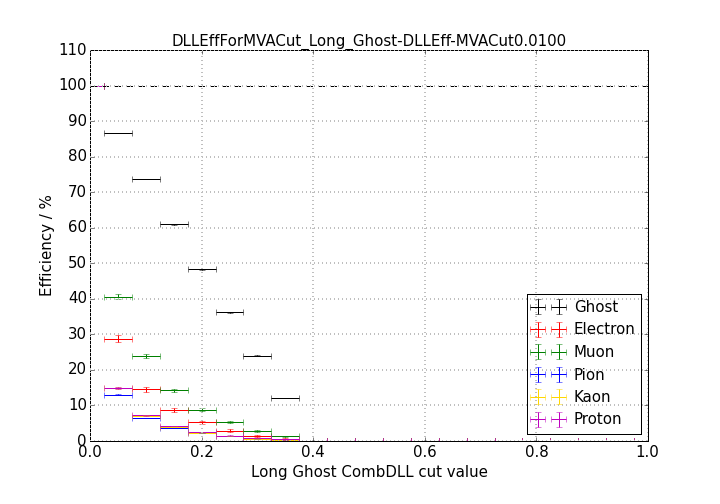 DLLEffForMVACut_Long_Ghost-DLLEff-MVACut0.0100
110
100
90
80
70
60
50
40
30
20
10
0
Efficiency / %
Ghost
Electron
Muon
Pion
Kaon
Proton
0.0 0.2 0.4 0.6 0.8 1.0
Long Ghost CombDLL cut value